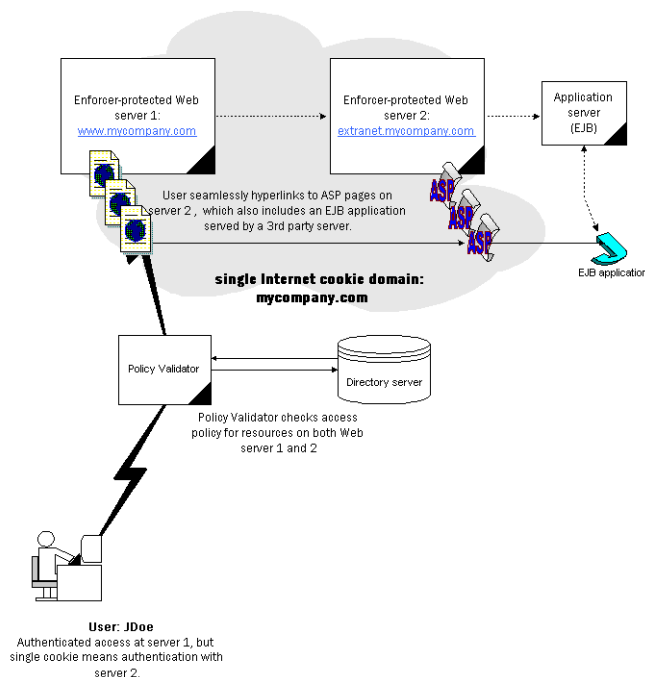 Enforcer-protected Web
server 1:
www.mycompany.com
Enforcer-protected Web
server 2:
extranet.mycompany.com
Application
server
(EJB)
User seamlessly hyperlinks to ASP pages on
server 2 , which also includes an EJB application
served by a 3rd party server.
ASP
ASP
ASP
EJB application
single Internet cookie domain:
mycompany.com
Policy Validator
Directory server
Policy Validator checks access
policy for resources on both Web
server 1 and 2
User: JDoe
Authenticated access at server 1, but
single cookie means authentication with
server 2.